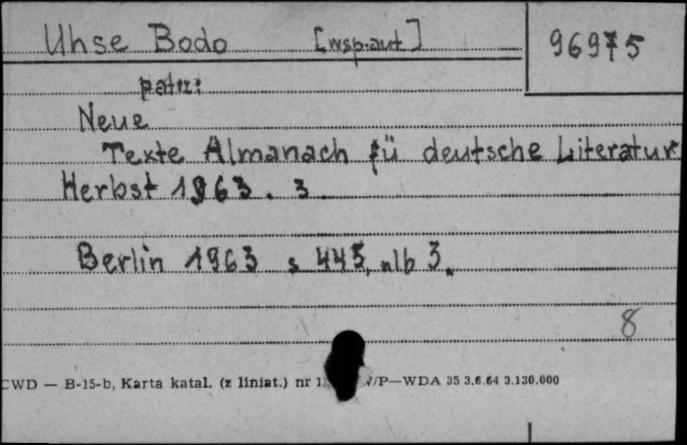 Uhse Bodo [wsp.aut]
96975
patrz:
Neue
Texte Almanach fü deutsche Literatur
Herbst 1963. 3
Berlin 1963 s 445, nlb 3.
8
CWD — B-15-b, Karta katal. (z liniat.) nr /P—WDA 35 3.6.64 3.130.000